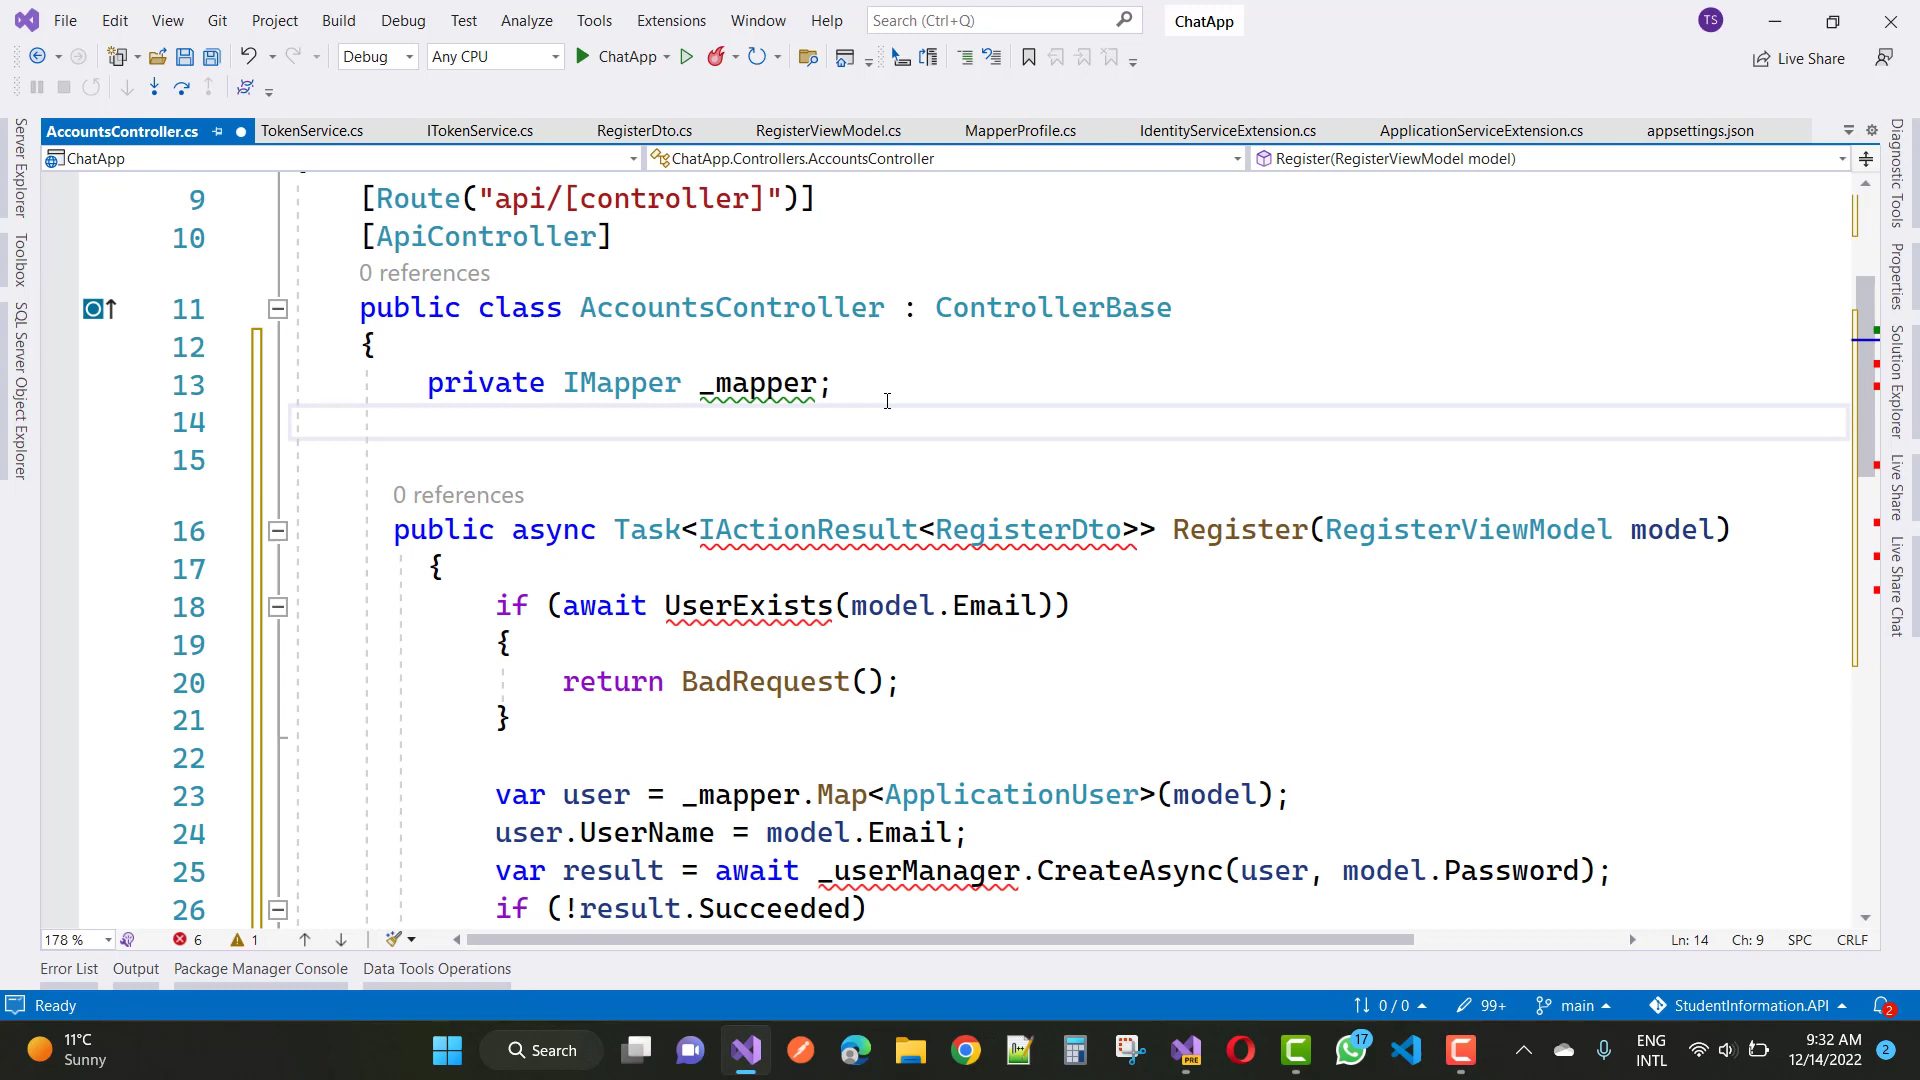 File Edit View Git Project Build Debug Test Analyze Tools Extensions Window Help Search (Ctrl+Q) ChatApp TS
Debug Any CPU ChatApp Live Share
AccountsController.cs TokenService.cs ITokenService.cs RegisterDto.cs RegisterViewModel.cs MapperProfile.cs IdentityServiceExtension.cs ApplicationServiceExtension.cs appsettings.json
ChatApp ChatApp.Controllers.AccountsController Register(RegisterViewModel model)
Server Explorer
Toolbox
SQL Server Object Explorer
9 [Route("api/[controller]")]
10 [ApiController]
0 references
11 public class AccountsController : ControllerBase
12 {
13 private IMapper _mapper;
14
15
0 references
16 public async Task<IActionResult<RegisterDto>> Register(RegisterViewModel model)
17 {
18 if (await UserExists(model.Email))
19 {
20 return BadRequest();
21 }
22
23 var user = _mapper.Map<ApplicationUser>(model);
24 user.UserName = model.Email;
25 var result = await _userManager.CreateAsync(user, model.Password);
26 if (!result.Succeeded)
Diagnostic Tools
Properties
Solution Explorer
Live Share
Live Share Chat
178 % 6 1 Ln: 14 Ch: 9 SPC CRLF
Error List Output Package Manager Console Data Tools Operations
Ready 0 / 0 99+ main StudentInformation.API 2
11°C
Sunny
Search
17
PRE
ENG
INTL
9:32 AM
12/14/2022
2